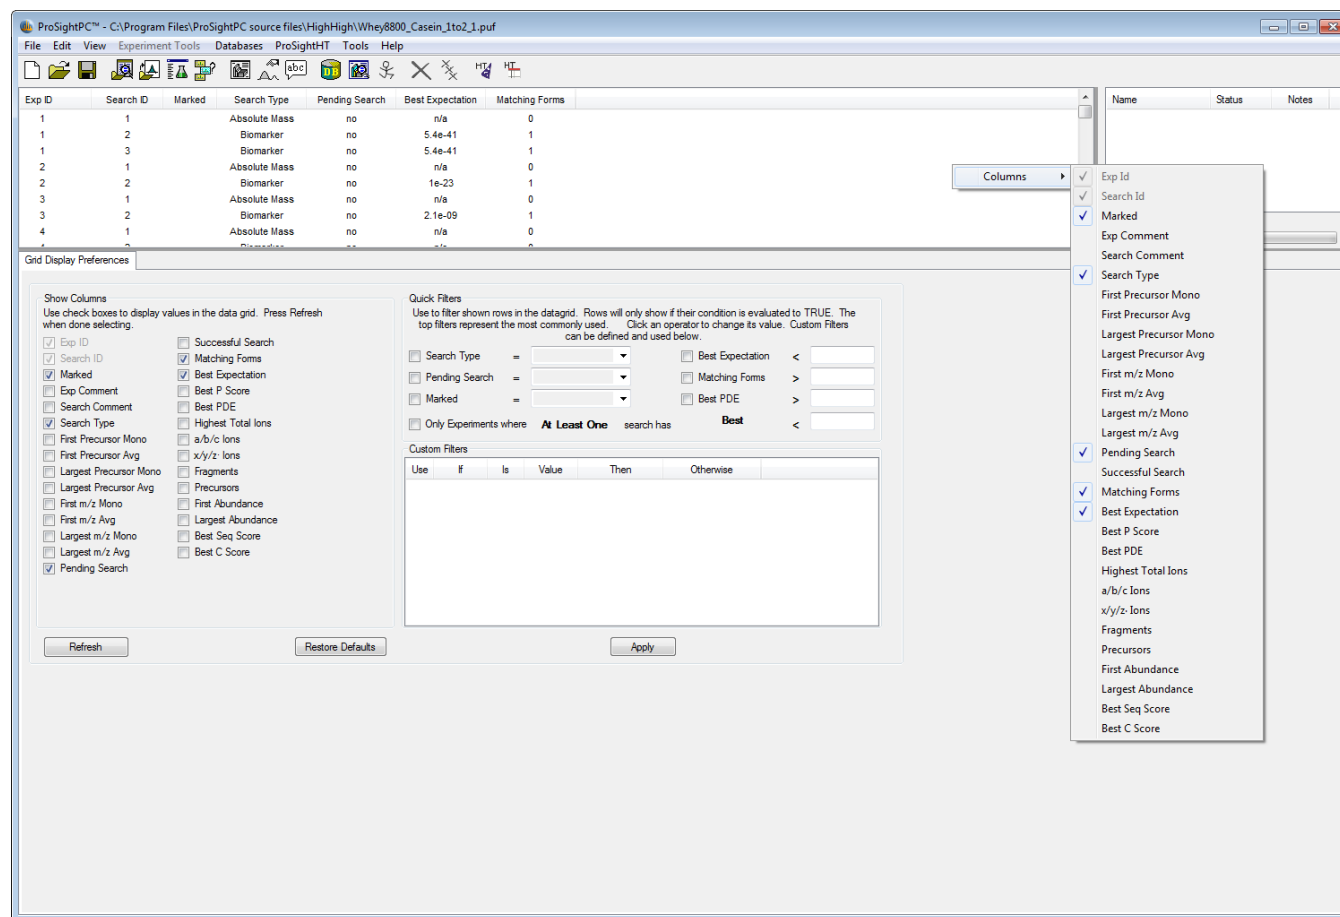 ProSightPC™ - C:\Program Files\ProSightPC source files\HighHigh\Whey8800_Casein_1to2_1.puf
File Edit View Experiment Tools Databases ProSightHT Tools Help
abc DB HT HT
Exp ID Search ID Marked Search Type Pending Search Best Expectation Matching Forms
1 1 Absolute Mass no n/a 0
1 2 Biomarker no 5.4e-41 1
1 3 Biomarker no 5.4e-41 1
2 1 Absolute Mass no n/a 0
2 2 Biomarker no 1e-23 1
3 1 Absolute Mass no n/a 0
3 2 Biomarker no 2.1e-09 1
4 1 Absolute Mass no n/a 0
Name Status Notes
Columns
Exp Id
Search Id
Marked
Exp Comment
Search Comment
Search Type
First Precursor Mono
First Precursor Avg
Largest Precursor Mono
Largest Precursor Avg
First m/z Mono
First m/z Avg
Largest m/z Mono
Largest m/z Avg
Pending Search
Successful Search
Matching Forms
Best Expectation
Best P Score
Best PDE
Highest Total Ions
a/b/c Ions
x/y/z· Ions
Fragments
Precursors
First Abundance
Largest Abundance
Best Seq Score
Best C Score
Grid Display Preferences
Show Columns
Use check boxes to display values in the data grid. Press Refresh
when done selecting.
Exp ID
Search ID
Marked
Exp Comment
Search Comment
Search Type
First Precursor Mono
First Precursor Avg
Largest Precursor Mono
Largest Precursor Avg
First m/z Mono
First m/z Avg
Largest m/z Mono
Largest m/z Avg
Pending Search
Successful Search
Matching Forms
Best Expectation
Best P Score
Best PDE
Highest Total Ions
a/b/c Ions
x/y/z· Ions
Fragments
Precursors
First Abundance
Largest Abundance
Best Seq Score
Best C Score
Refresh Restore Defaults
Quick Filters
Use to filter shown rows in the datagrid. Rows will only show if their condition is evaluated to TRUE. The
top filters represent the most commonly used. Click an operator to change its value. Custom Filters
can be defined and used below.
Search Type = Best Expectation <
Pending Search = Matching Forms >
Marked = Best PDE >
Only Experiments where At Least One search has Best <
Custom Filters
Use If Is Value Then Otherwise
Apply